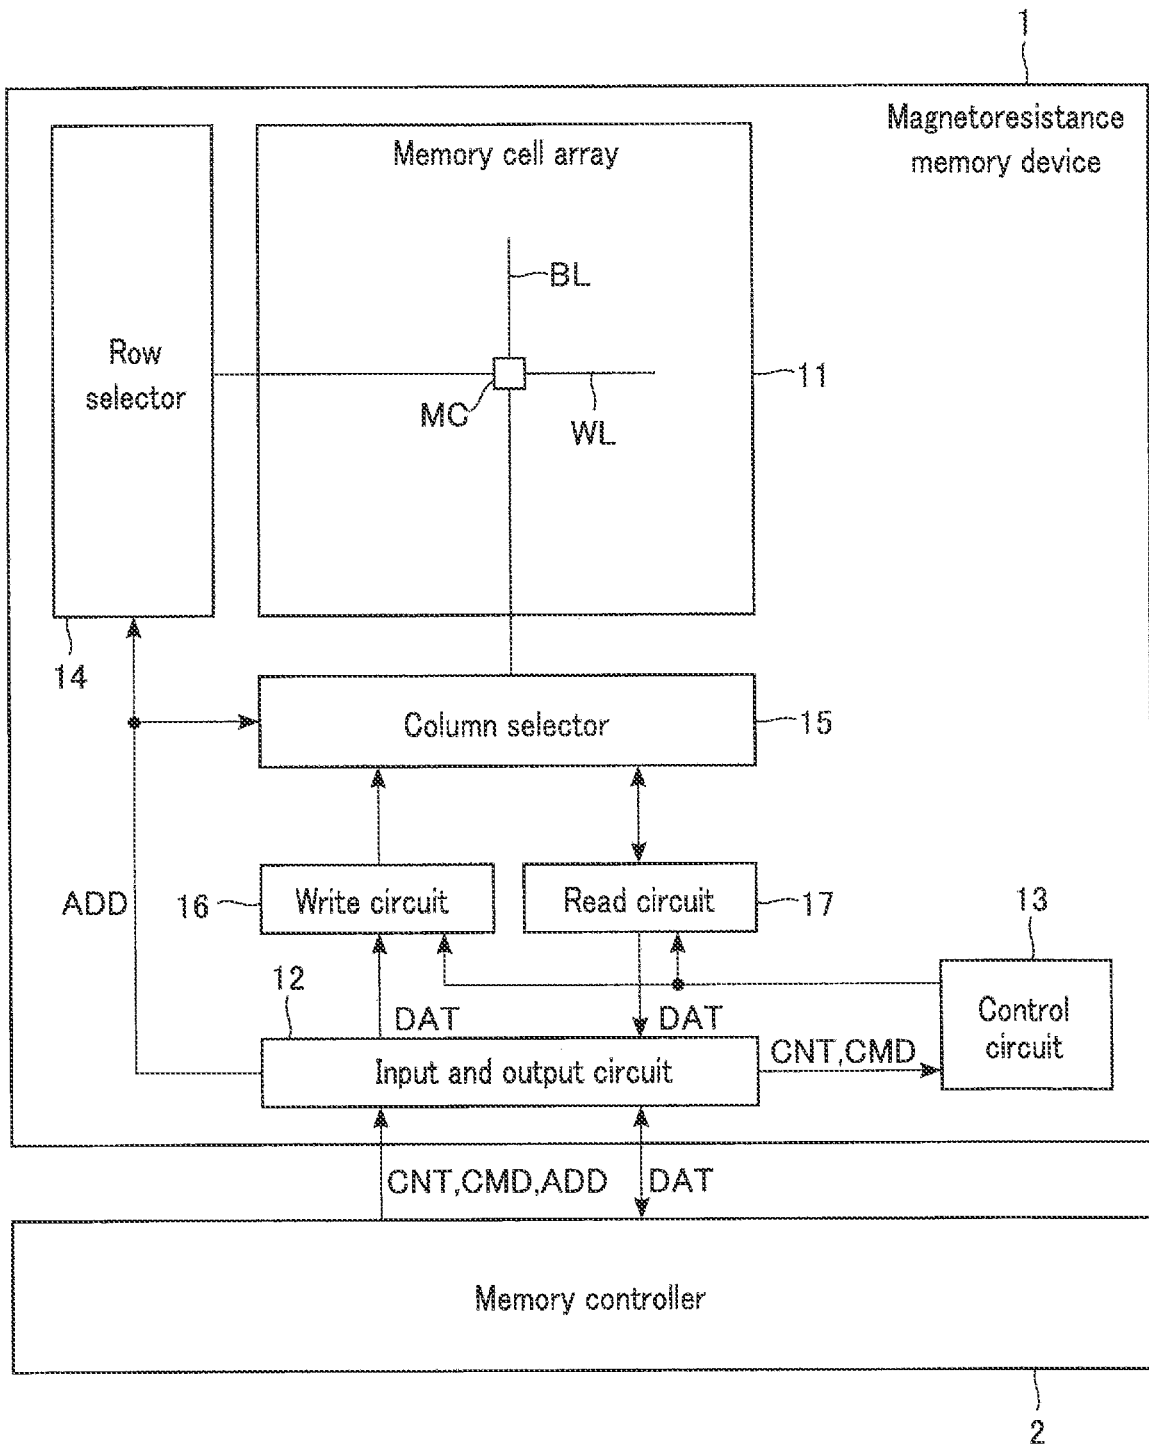 1
Magnetoresistance
memory device
Memory cell array
BL
Row
selector
11
MC
WL
14
Column selector
15
ADD
16
Write circuit
Read circuit
17
13
12
DAT
DAT
Control
circuit
Input and output circuit
CNT,CMD
CNT,CMD,ADD
DAT
Memory controller
2